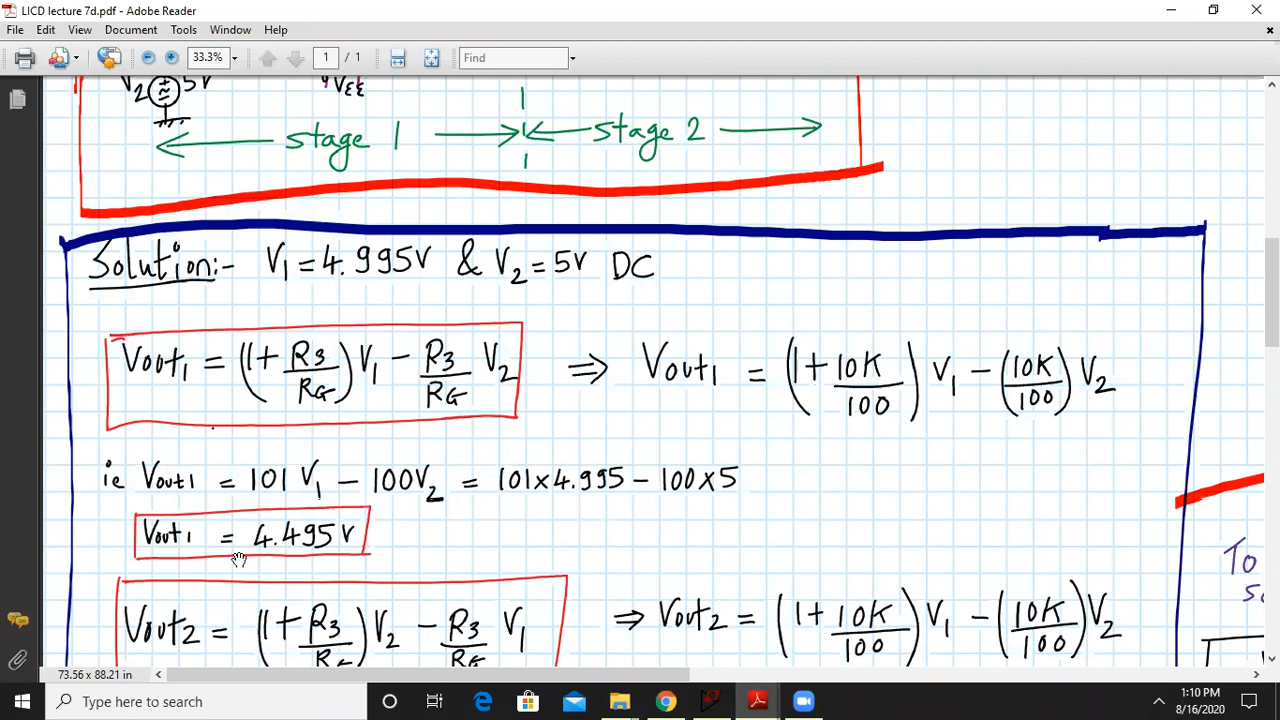 LICD lecture 7d.pdf - Adobe Reader
File Edit View Document Tools Window Help
33.3% 1 / 1 Find
V2 5V VEE
stage 1 stage 2
Solution:- V1 = 4.995V & V2 = 5V DC
Vout1 = (1+R3/RG)V1 - R3/RG V2 ⇒ Vout1 = (1+10K/100) V1 - (10K/100) V2
ie Vout1 = 101 V1 - 100V2 = 101×4.995 - 100×5
Vout1 = 4.495 V
Vout2 = (1+R3/RG)V2 - R3/RG V1 ⇒ Vout2 = (1+10K/100)V1 - (10K/100)V2
To
73.56 x 88.21 in
Type here to search
1:10 PM
8/16/2020